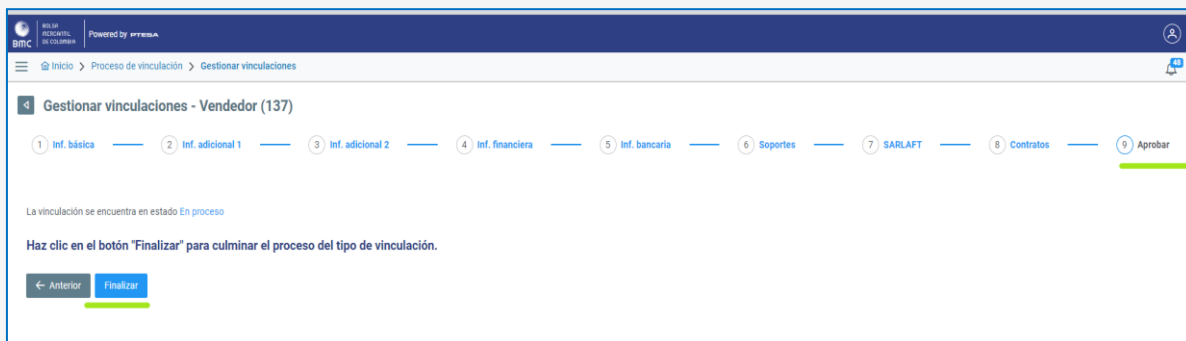 BMC BOLSA MERCANTIL DE COLOMBIA Powered by PTESA
Inicio > Proceso de vinculación > Gestionar vinculaciones 48
Gestionar vinculaciones - Vendedor (137)
1 Inf. básica 2 Inf. adicional 1 3 Inf. adicional 2 4 Inf. financiera 5 Inf. bancaria 6 Soportes 7 SARLAFT 8 Contratos 9 Aprobar
La vinculación se encuentra en estado En proceso
Haz clic en el botón "Finalizar" para culminar el proceso del tipo de vinculación.
← Anterior Finalizar